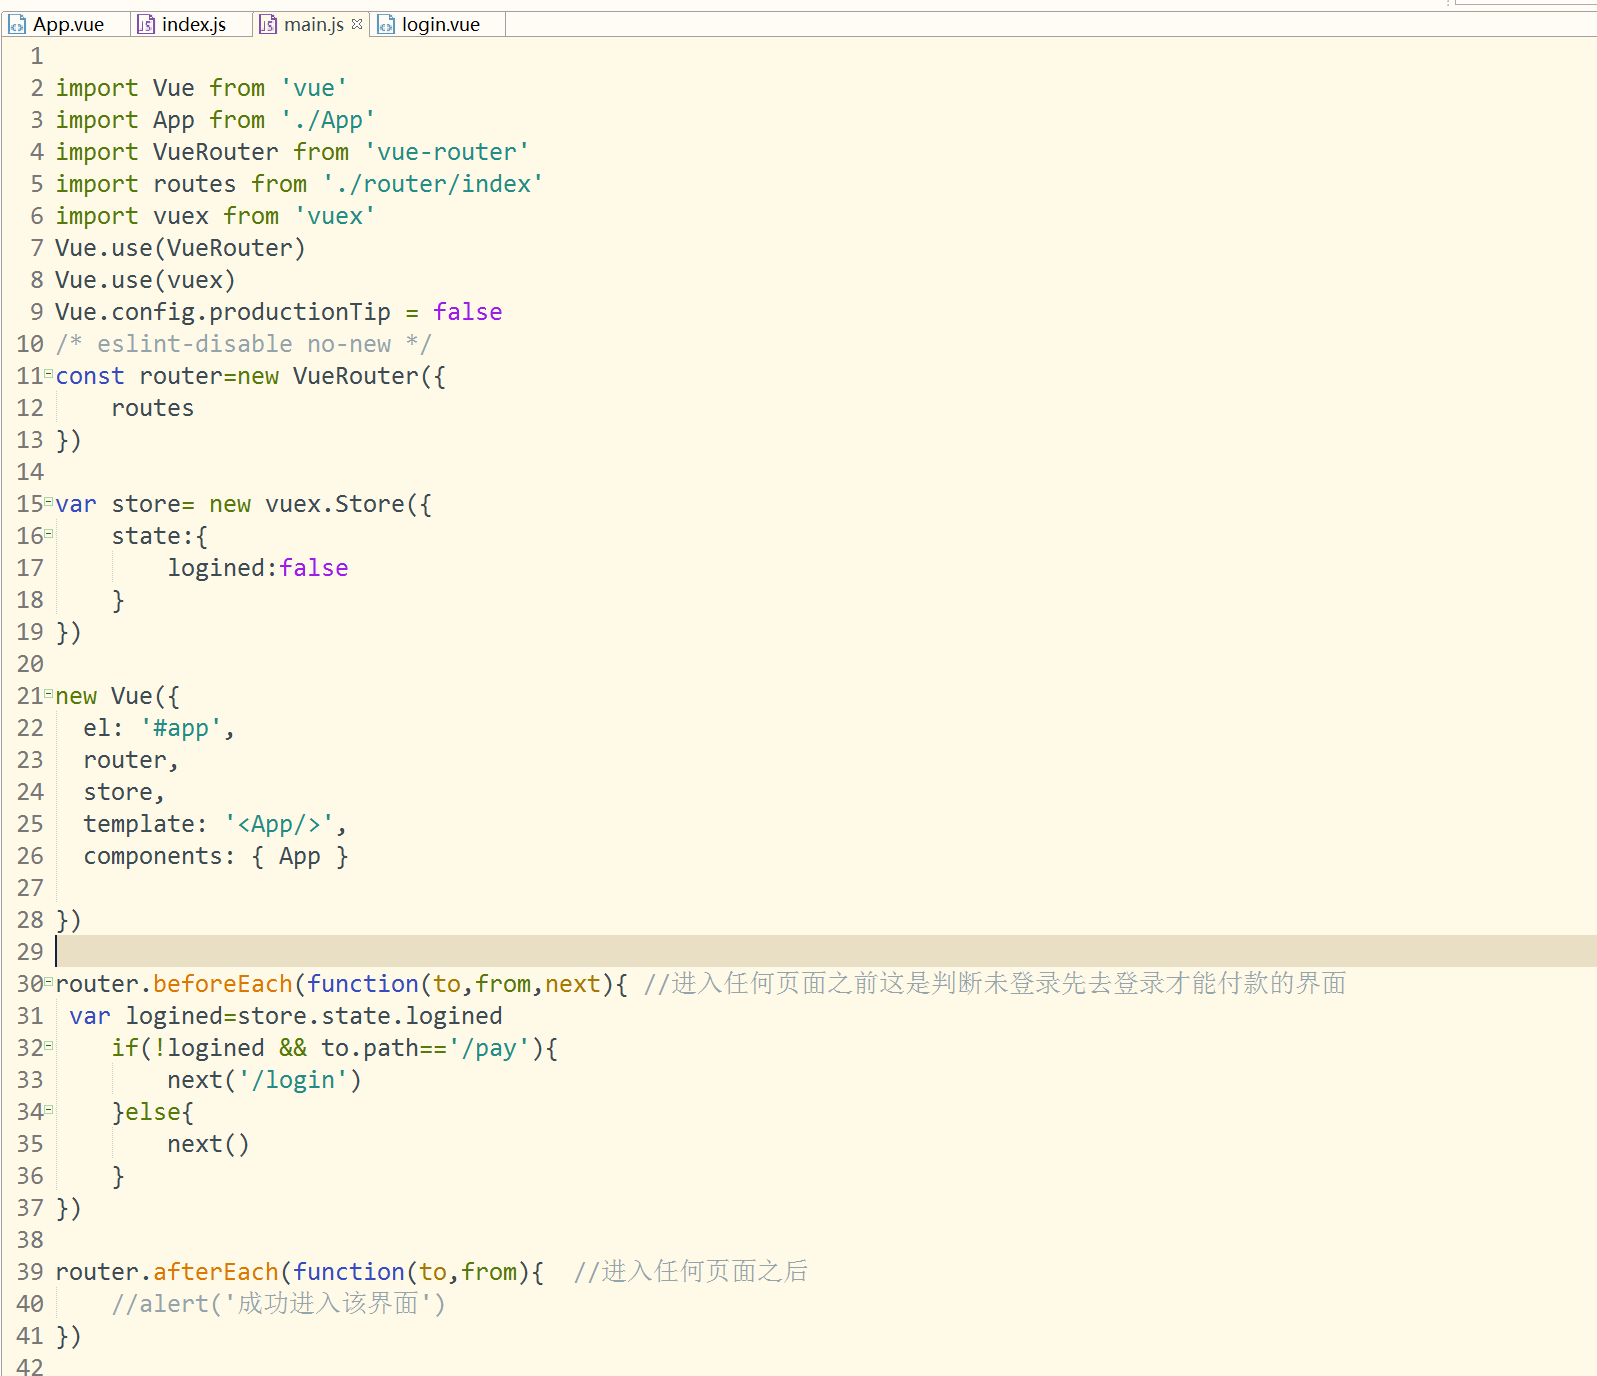 App.vue index.js main.js login.vue
1
2 import Vue from 'vue'
3 import App from './App'
4 import VueRouter from 'vue-router'
5 import routes from './router/index'
6 import vuex from 'vuex'
7 Vue.use(VueRouter)
8 Vue.use(vuex)
9 Vue.config.productionTip = false
10 /* eslint-disable no-new */
11 const router=new VueRouter({
12     routes
13 })
14
15 var store= new vuex.Store({
16     state:{
17         logined:false
18     }
19 })
20
21 new Vue({
22   el: '#app',
23   router,
24   store,
25   template: '<App/>',
26   components: { App }
27
28 })
29
30 router.beforeEach(function(to,from,next){ //进入任何页面之前这是判断未登录先去登录才能付款的界面
31  var logined=store.state.logined
32     if(!logined && to.path=='/pay'){
33         next('/login')
34     }else{
35         next()
36     }
37 })
38
39 router.afterEach(function(to,from){  //进入任何页面之后
40     //alert('成功进入该界面')
41 })
42